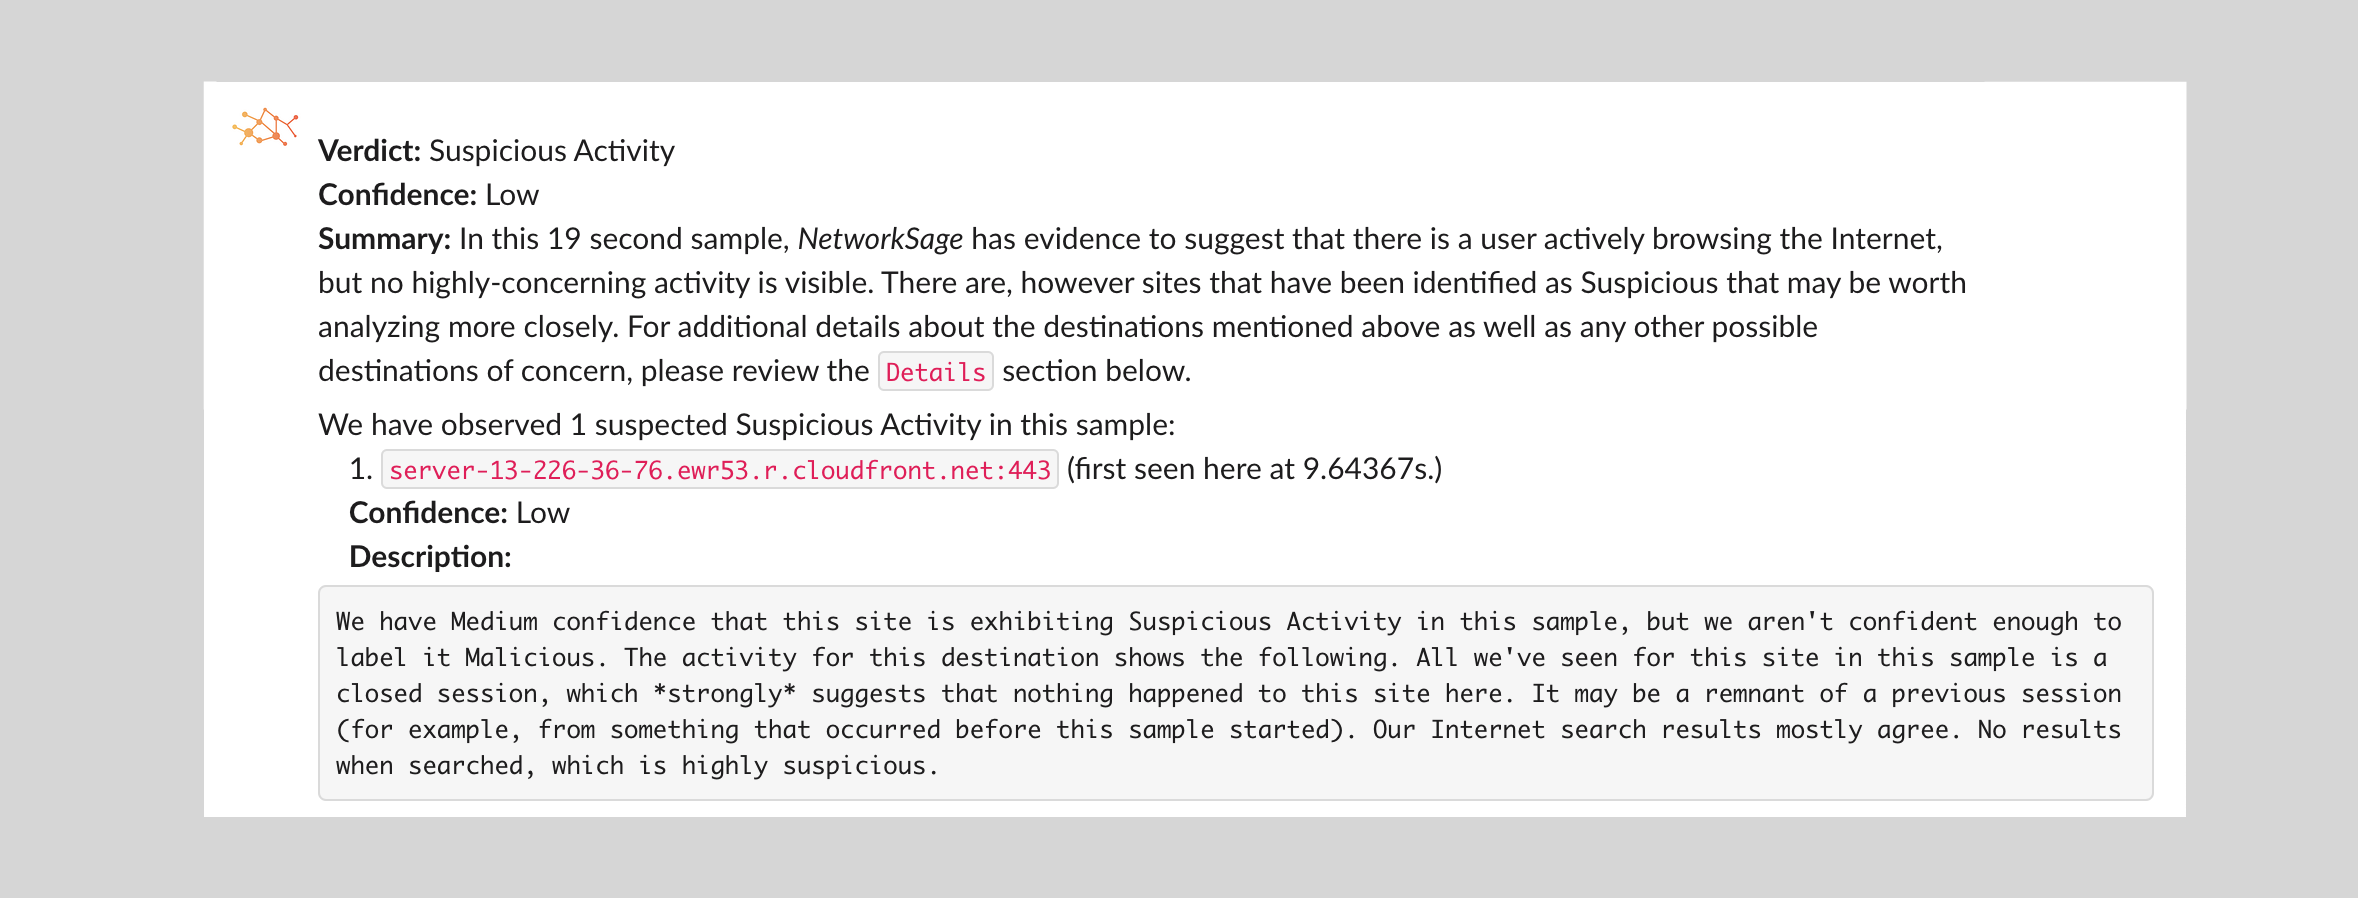 Verdict: Suspicious Activity
Confidence: Low
Summary: In this 19 second sample, NetworkSage has evidence to suggest that there is a user actively browsing the Internet,
but no highly-concerning activity is visible. There are, however sites that have been identified as Suspicious that may be worth
analyzing more closely. For additional details about the destinations mentioned above as well as any other possible
destinations of concern, please review the Details section below.
We have observed 1 suspected Suspicious Activity in this sample:
1. server-13-226-36-76.ewr53.r.cloudfront.net:443 (first seen here at 9.64367s.)
Confidence: Low
Description:
We have Medium confidence that this site is exhibiting Suspicious Activity in this sample, but we aren't confident enough to
label it Malicious. The activity for this destination shows the following. All we've seen for this site in this sample is a
closed session, which *strongly* suggests that nothing happened to this site here. It may be a remnant of a previous session
(for example, from something that occurred before this sample started). Our Internet search results mostly agree. No results
when searched, which is highly suspicious.